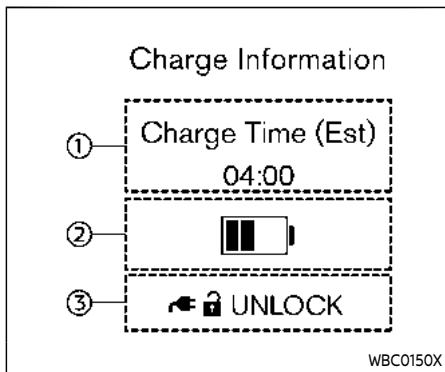 Charge Information
① Charge Time (Est)
04:00
②
③ UNLOCK
WBC0150X